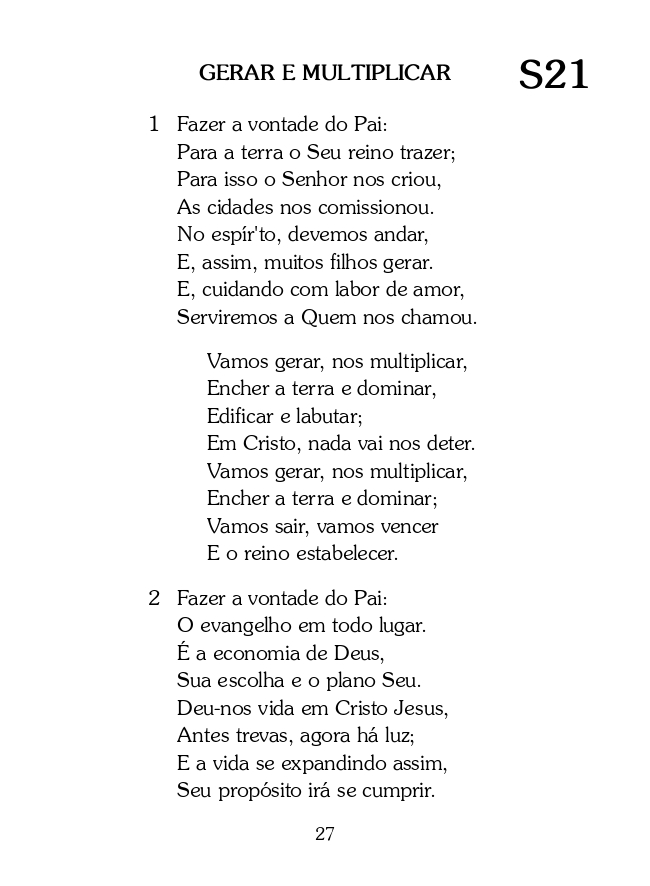 GERAR E MULTIPLICAR
S21
1 Fazer a vontade do Pai:
Para a terra o Seu reino trazer;
Para isso o Senhor nos criou,
As cidades nos comissionou.
No espír'to, devemos andar,
E, assim, muitos filhos gerar.
E, cuidando com labor de amor,
Serviremos a Quem nos chamou.
Vamos gerar, nos multiplicar,
Encher a terra e dominar,
Edificar e labutar;
Em Cristo, nada vai nos deter.
Vamos gerar, nos multiplicar,
Encher a terra e dominar;
Vamos sair, vamos vencer
E o reino estabelecer.
2 Fazer a vontade do Pai:
O evangelho em todo lugar.
É a economia de Deus,
Sua escolha e o plano Seu.
Deu-nos vida em Cristo Jesus,
Antes trevas, agora há luz;
E a vida se expandindo assim,
Seu propósito irá se cumprir.
27